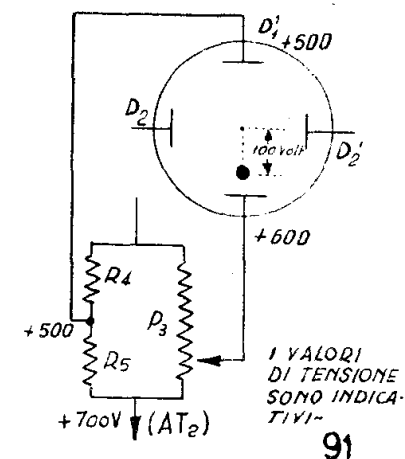 D'1 +500
D2
100 volt
D2'
+600
R4
P3
+500
R5
I VALORI
DI TENSIONE
SONO INDICA-
TIVI~
+700V (AT2)
91